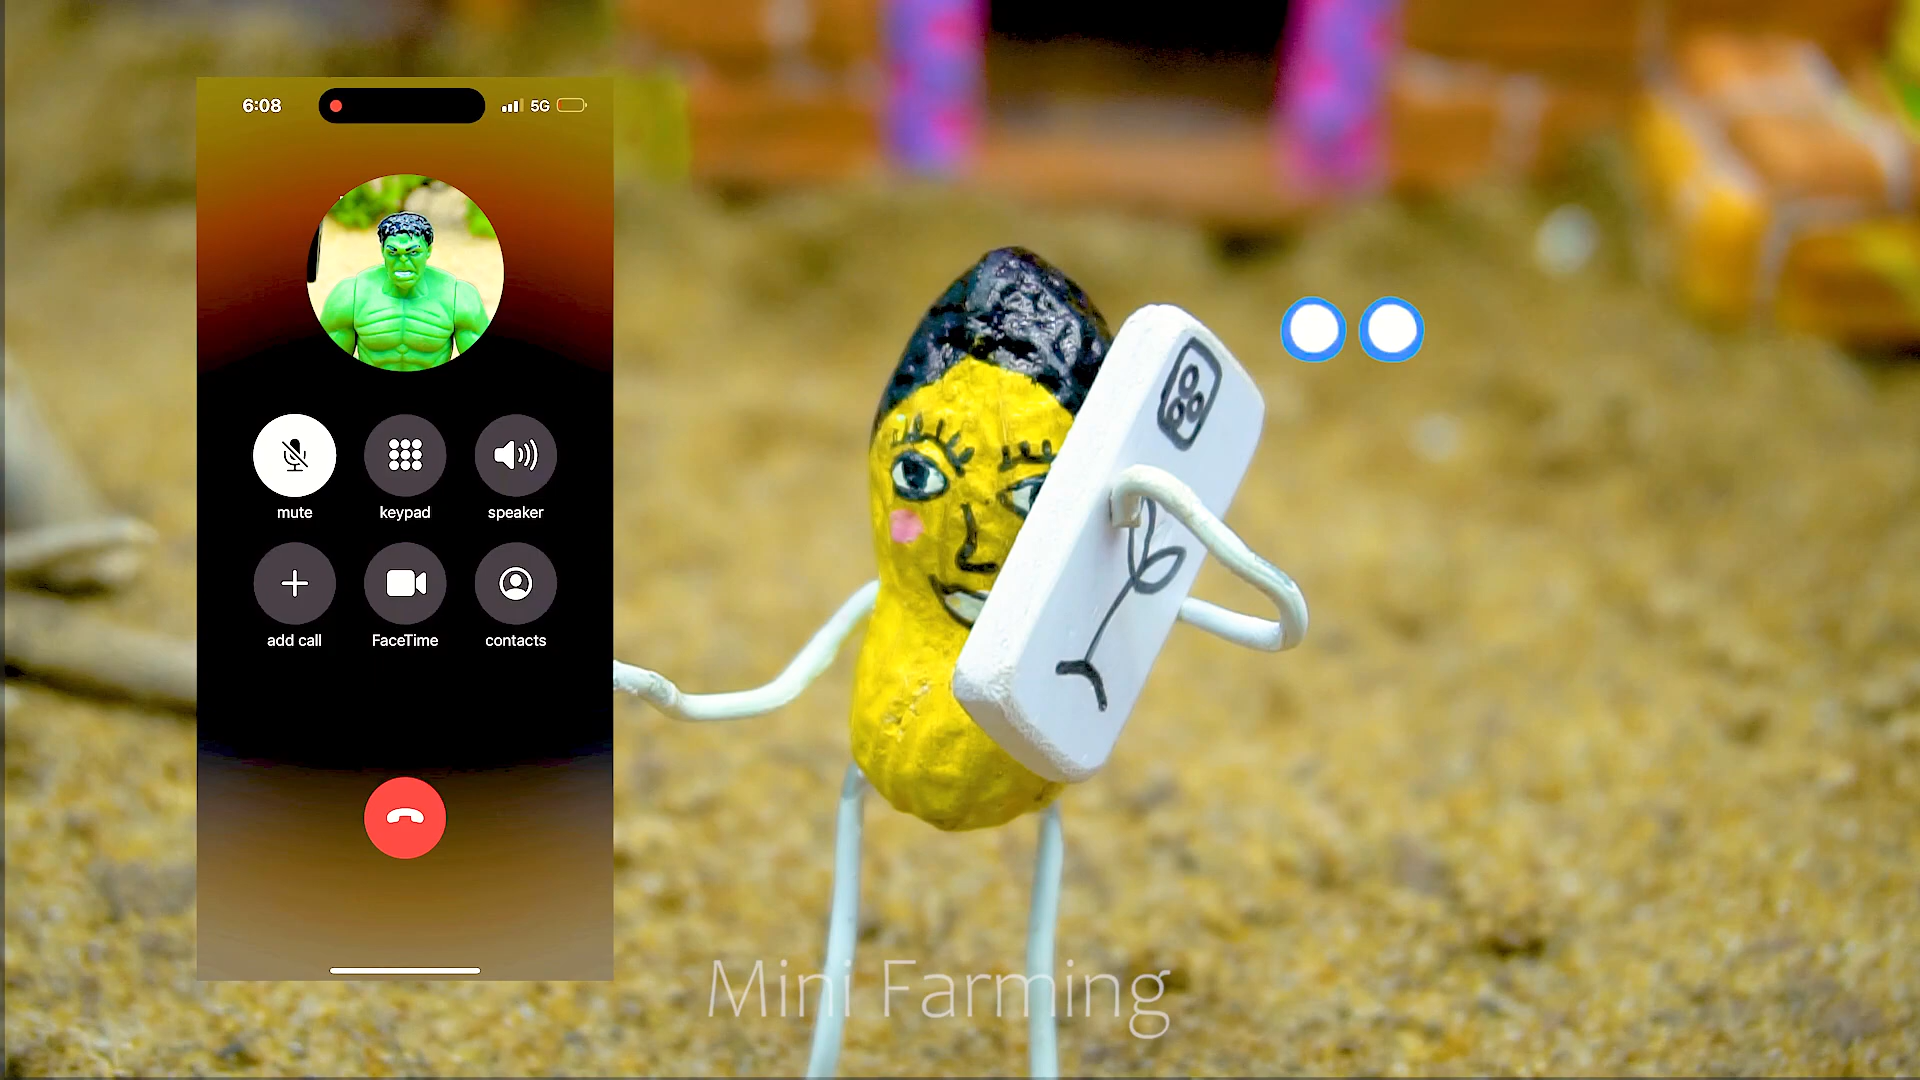 6:08
5G
mute keypad speaker
add call FaceTime contacts
Mini Farming